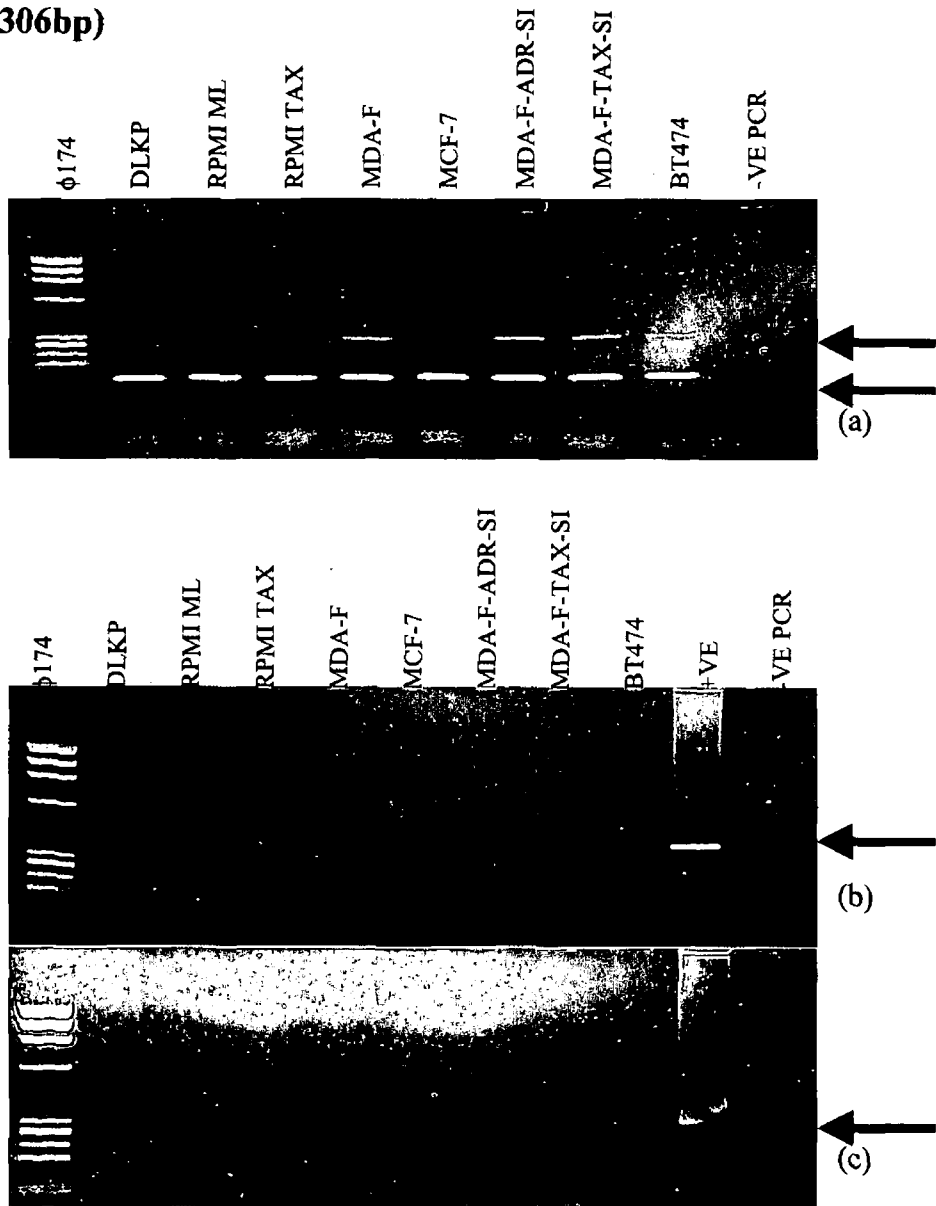 306bp)
ϕ174
DLKP
RPMI ML
RPMI TAX
MDA-F
MCF-7
MDA-F-ADR-SI
MDA-F-TAX-SI
BT474
-VE PCR
(a)
ϕ174
DLKP
RPMI ML
RPMI TAX
MDA-F
MCF-7
MDA-F-ADR-SI
MDA-F-TAX-SI
BT474
+VE
-VE PCR
(b)
(c)